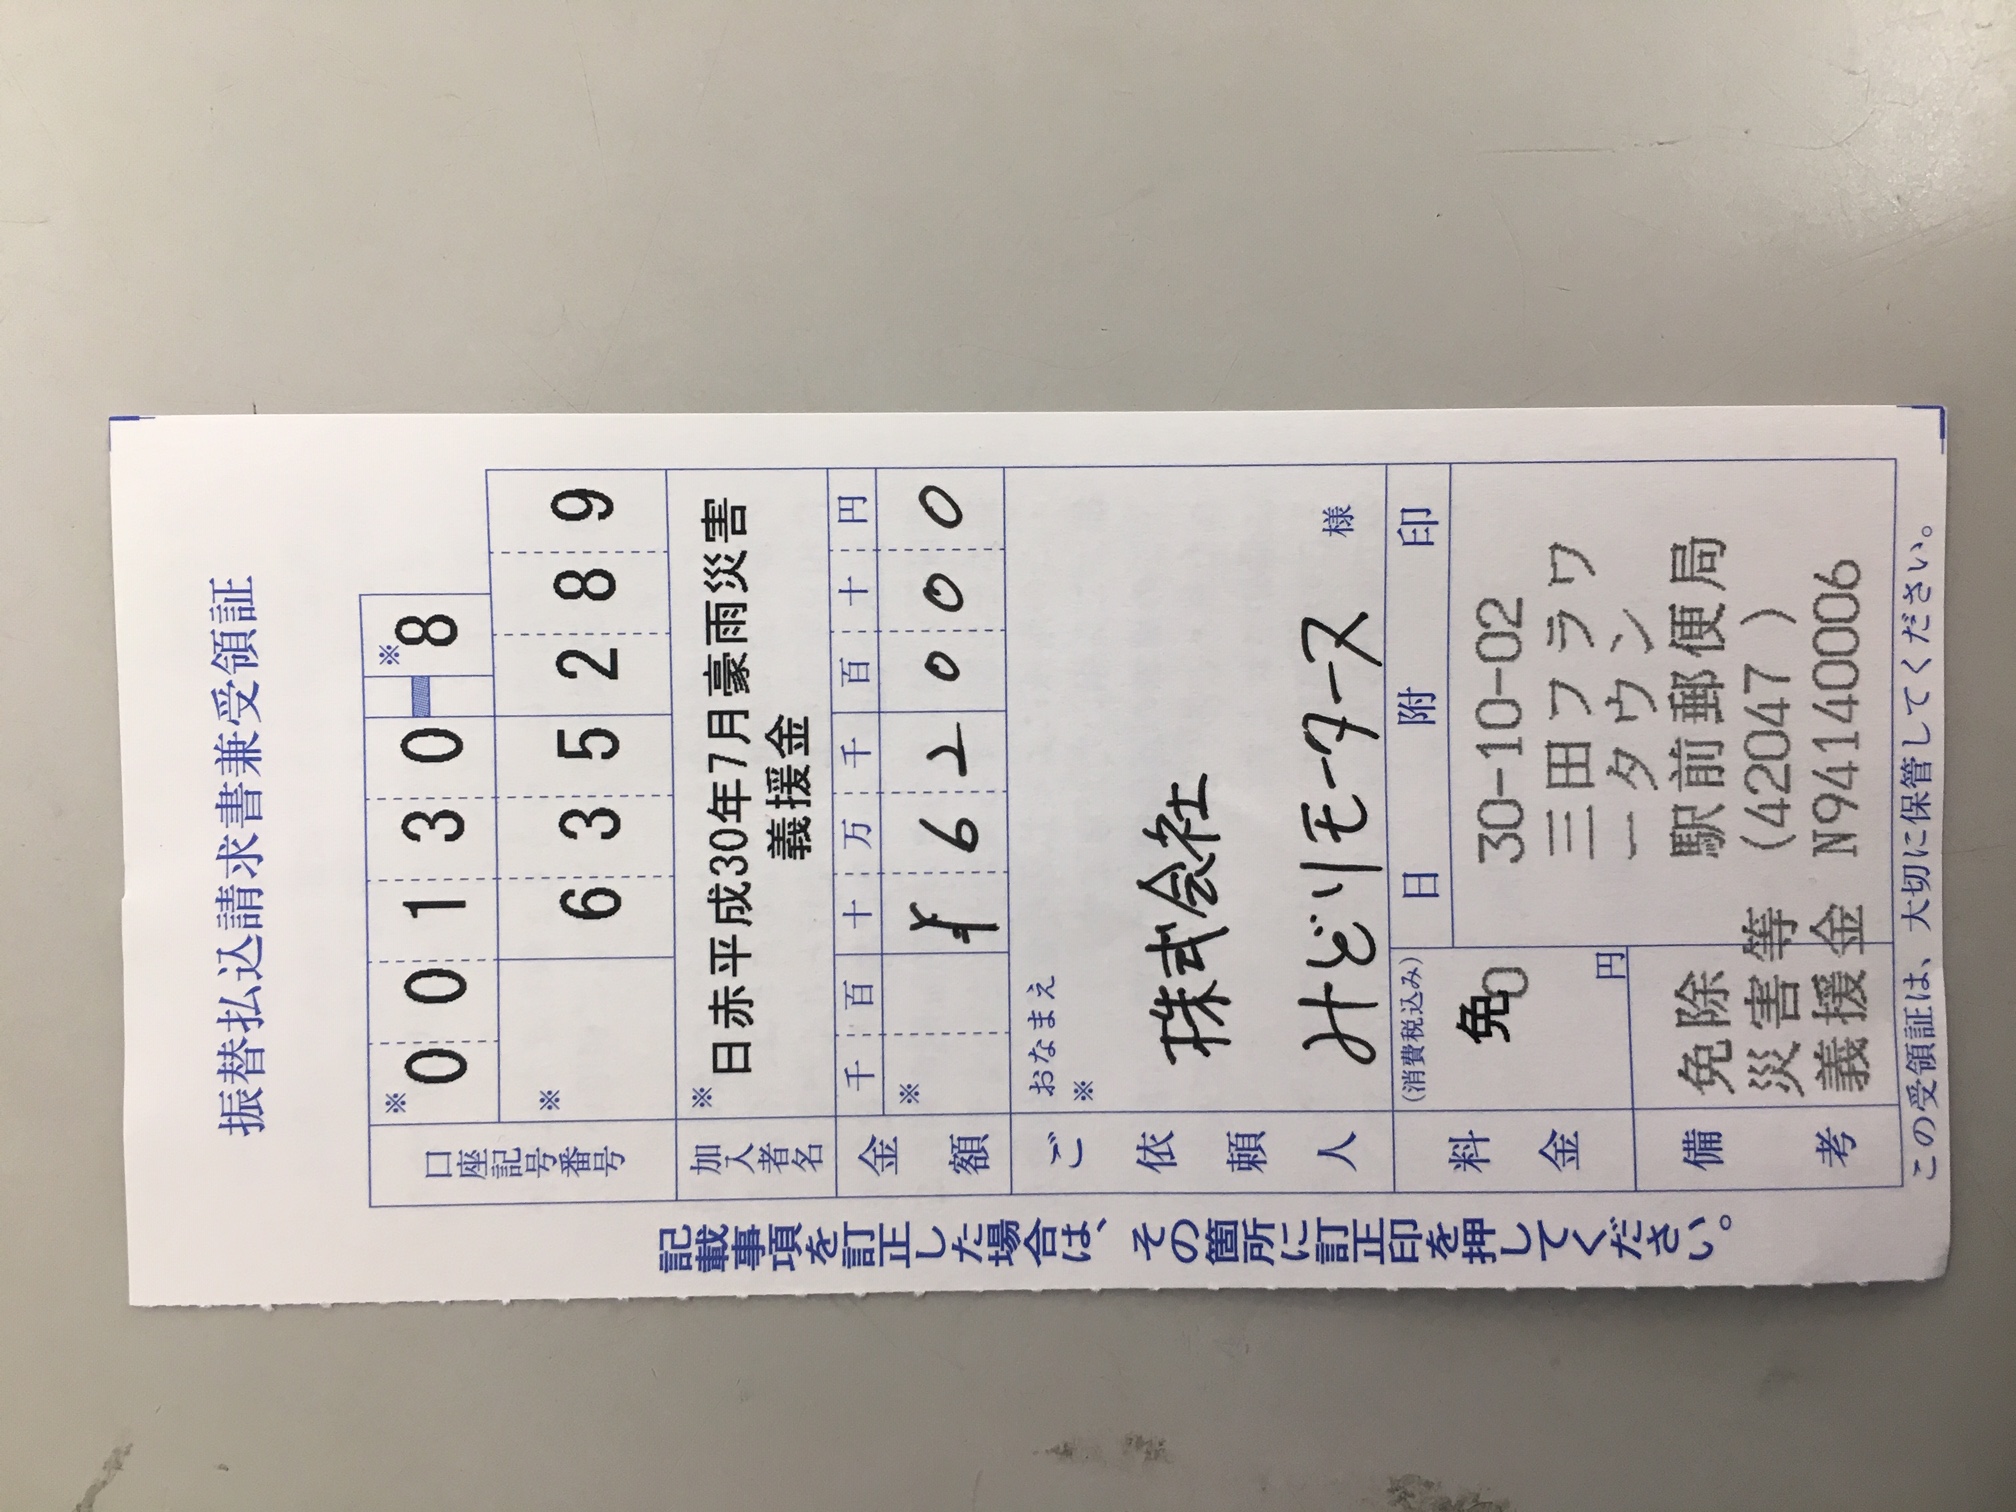 振替払込請求書兼受領証
口座記号番号
※
00130
※
8
※
635289
加入者名
※
日赤平成30年7月豪雨災害
義援金
金額
千百十万千百十円
※
¥62000
ご依頼人
おなまえ
※
株式会社
みどりモータース
様
料金
(消費税込み)
免
0
円
備考
免除
災害等
義援金
日附印
30-10-02
三田フラワ
ータウン
駅前郵便局
(42047)
N94140006
記載事項を訂正した場合は、その箇所に訂正印を押してください。
この受領証は、大切に保管してください。